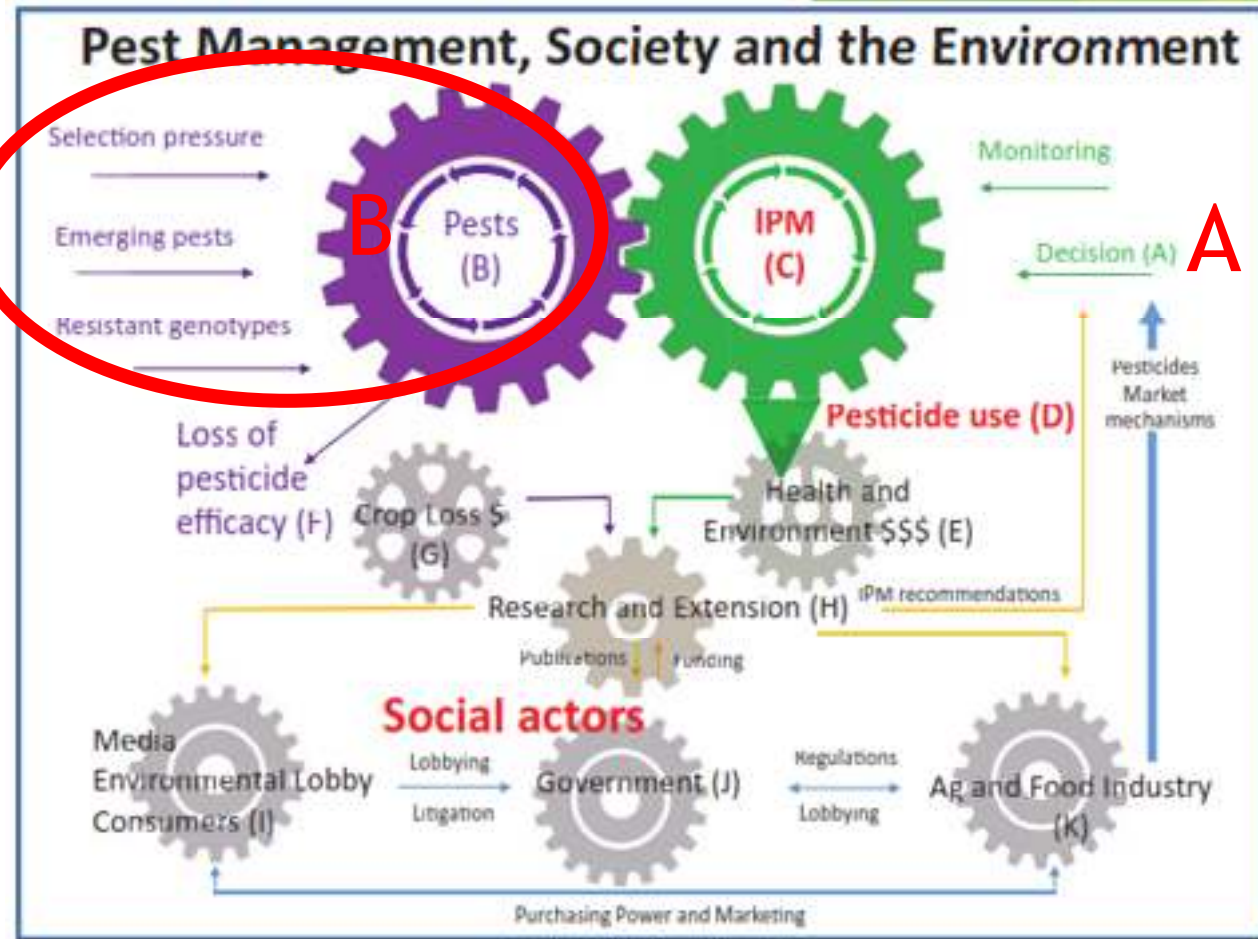 Pest Management, Society and the Environment
Selection pressure
Emerging pests
Resistant genotypes
B
Pests
(B)
IPM
(C)
Monitoring
Decision (A)
A
Pesticides
Market
mechanisms
Loss of
pesticide
efficacy (F)
Pesticide use (D)
Crop Loss $
(G)
Health and
Environment $$$ (E)
Research and Extension (H)
IPM recommendations
Publications
Funding
Social actors
Media
Environmental Lobby
Consumers (I)
Lobbying
Litigation
Government (J)
Regulations
Lobbying
Ag and Food Industry
(K)
Purchasing Power and Marketing